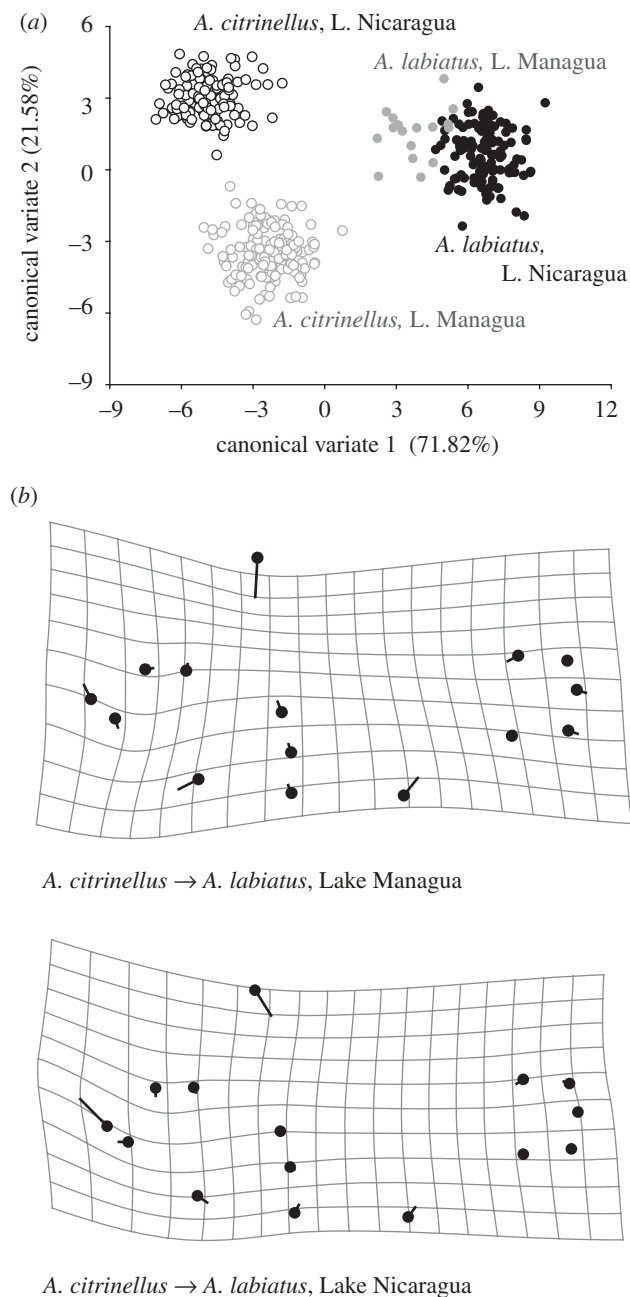 (a)
6
3
0
–3
–6
–9
canonical variate 2 (21.58%)
A. citrinellus, L. Nicaragua
A. labiatus, L. Managua
A. labiatus,
L. Nicaragua
A. citrinellus, L. Managua
–9 –6 –3 0 3 6 9 12
canonical variate 1 (71.82%)
(b)
A. citrinellus → A. labiatus, Lake Managua
A. citrinellus → A. labiatus, Lake Nicaragua